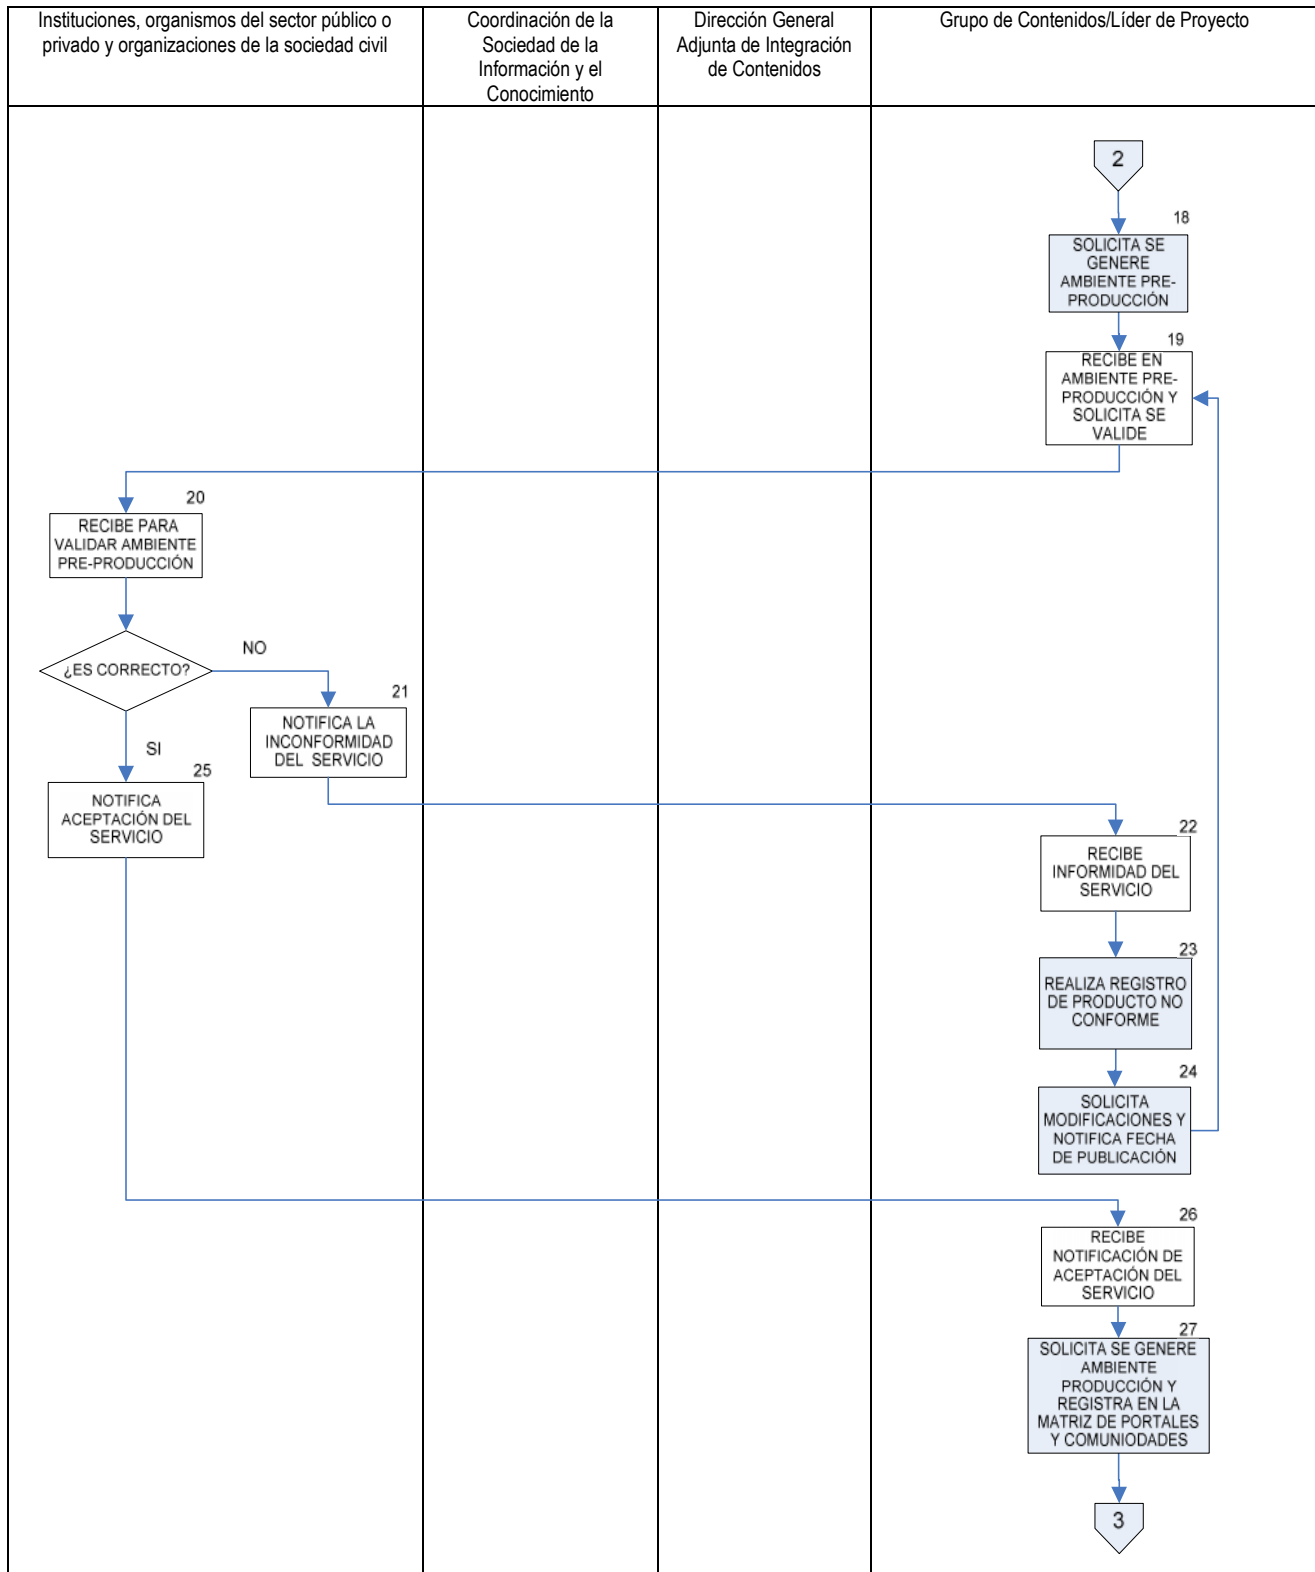 Instituciones, organismos del sector público o
privado y organizaciones de la sociedad civil
Coordinación de la
Sociedad de la
Información y el
Conocimiento
Dirección General
Adjunta de Integración
de Contenidos
Grupo de Contenidos/Líder de Proyecto
2
18
SOLICITA SE
GENERE
AMBIENTE PRE-
PRODUCCIÓN
19
RECIBE EN
AMBIENTE PRE-
PRODUCCIÓN Y
SOLICITA SE
VALIDE
20
RECIBE PARA
VALIDAR AMBIENTE
PRE-PRODUCCIÓN
¿ES CORRECTO?
NO
21
NOTIFICA LA
INCONFORMIDAD
DEL SERVICIO
SI
25
NOTIFICA
ACEPTACIÓN DEL
SERVICIO
22
RECIBE
INFORMIDAD DEL
SERVICIO
23
REALIZA REGISTRO
DE PRODUCTO NO
CONFORME
24
SOLICITA
MODIFICACIONES Y
NOTIFICA FECHA
DE PUBLICACIÓN
26
RECIBE
NOTIFICACIÓN DE
ACEPTACIÓN DEL
SERVICIO
27
SOLICITA SE GENERE
AMBIENTE
PRODUCCIÓN Y
REGISTRA EN LA
MATRIZ DE PORTALES
Y COMUNIODADES
3